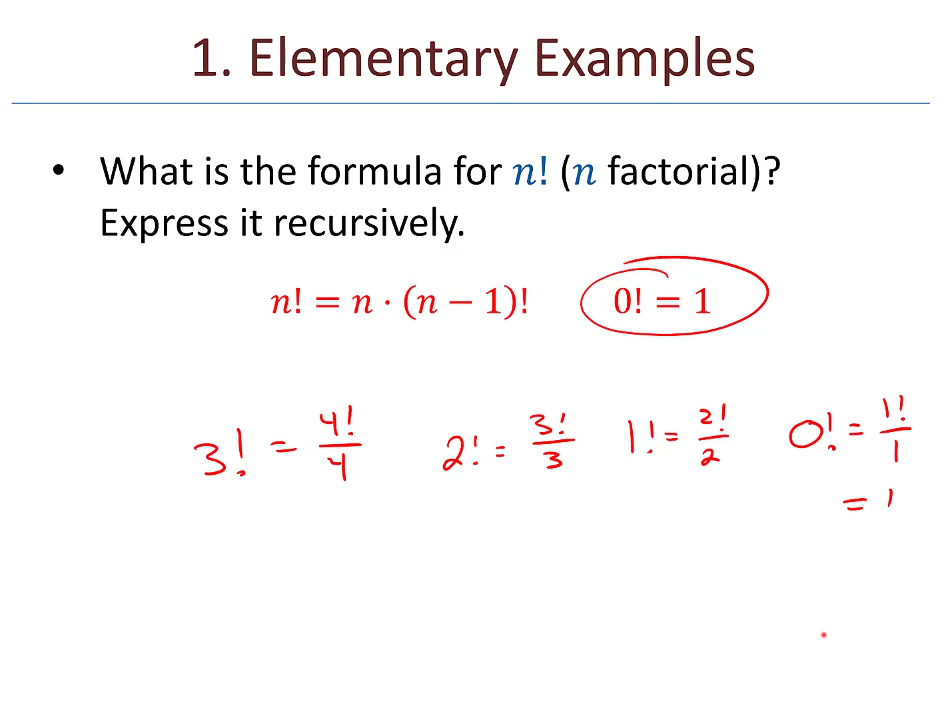 1. Elementary Examples
• What is the formula for n! (n factorial)?
Express it recursively.
n! = n · (n − 1)! 0! = 1
3! = 4!/4 2! = 3!/3 1! = 2!/2 0! = 1!/1
= 1